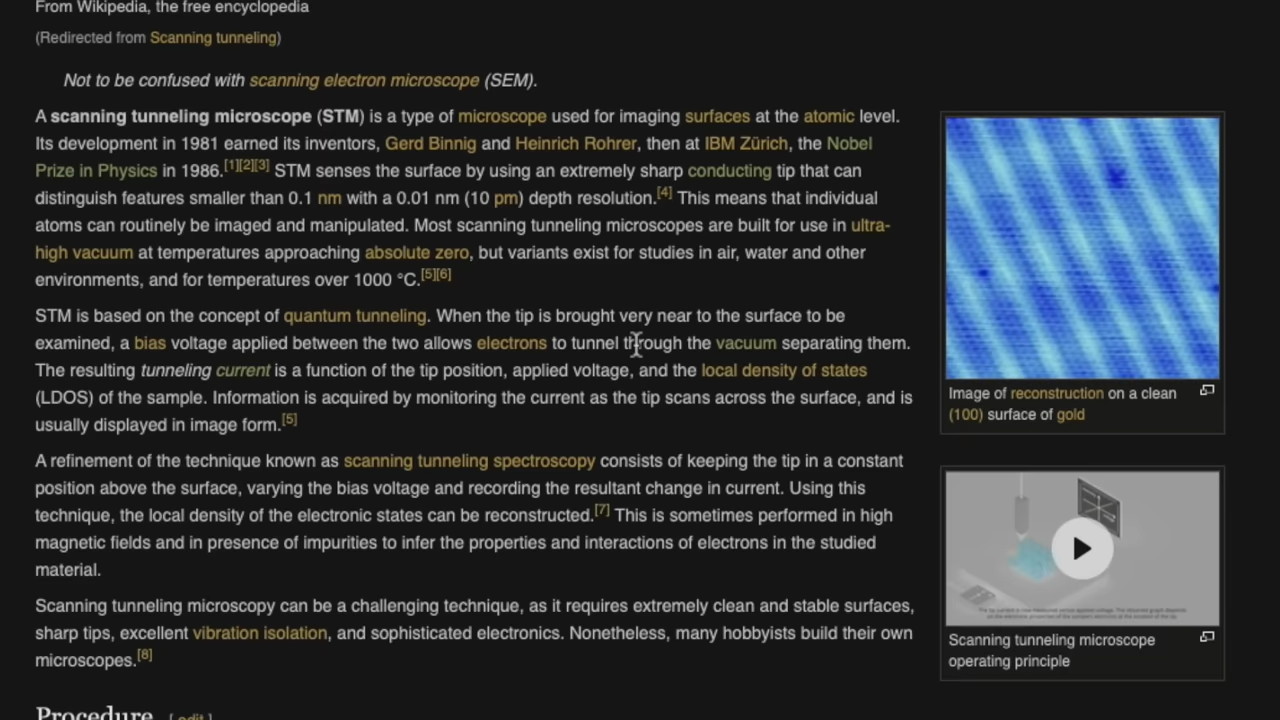 From Wikipedia, the free encyclopedia
(Redirected from Scanning tunneling)
Not to be confused with scanning electron microscope (SEM).
A scanning tunneling microscope (STM) is a type of microscope used for imaging surfaces at the atomic level.
Its development in 1981 earned its inventors, Gerd Binnig and Heinrich Rohrer, then at IBM Zürich, the Nobel
Prize in Physics in 1986.[1][2][3] STM senses the surface by using an extremely sharp conducting tip that can
distinguish features smaller than 0.1 nm with a 0.01 nm (10 pm) depth resolution.[4] This means that individual
atoms can routinely be imaged and manipulated. Most scanning tunneling microscopes are built for use in ultra-
high vacuum at temperatures approaching absolute zero, but variants exist for studies in air, water and other
environments, and for temperatures over 1000 °C.[5][6]
STM is based on the concept of quantum tunneling. When the tip is brought very near to the surface to be
examined, a bias voltage applied between the two allows electrons to tunnel through the vacuum separating them.
The resulting tunneling current is a function of the tip position, applied voltage, and the local density of states
(LDOS) of the sample. Information is acquired by monitoring the current as the tip scans across the surface, and is
usually displayed in image form.[5]
A refinement of the technique known as scanning tunneling spectroscopy consists of keeping the tip in a constant
position above the surface, varying the bias voltage and recording the resultant change in current. Using this
technique, the local density of the electronic states can be reconstructed.[7] This is sometimes performed in high
magnetic fields and in presence of impurities to infer the properties and interactions of electrons in the studied
material.
Scanning tunneling microscopy can be a challenging technique, as it requires extremely clean and stable surfaces,
sharp tips, excellent vibration isolation, and sophisticated electronics. Nonetheless, many hobbyists build their own
microscopes.[8]
Procedure [ edit ]
Image of reconstruction on a clean
(100) surface of gold
Scanning tunneling microscope
operating principle